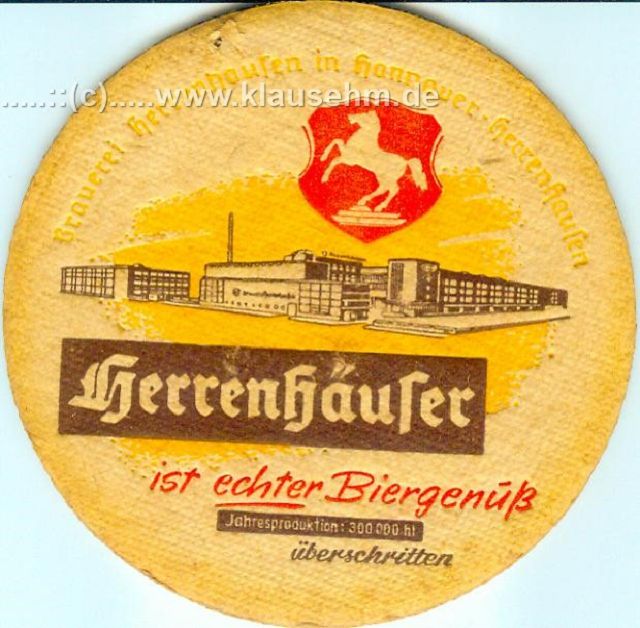 Brauerei Herrenhausen in Hannover-Herrenhausen
......::(c).....www.klausehm.de
Herrenhäuser
ist echter Biergenuß
Jahresproduktion: 300 000 hl
überschritten